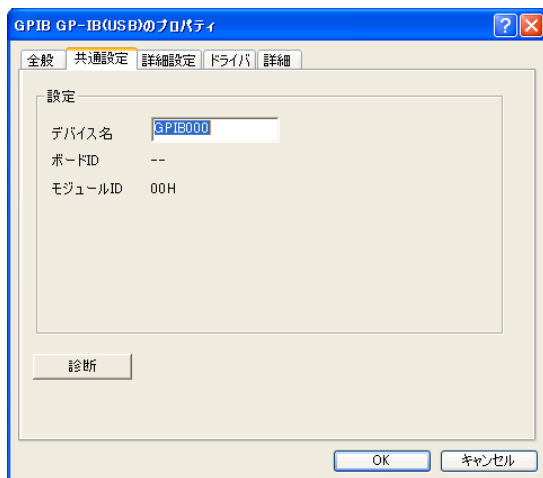 GPIB GP-IB(USB)のプロパティ
全般 共通設定 詳細設定 ドライバ 詳細
設定
デバイス名 GPIB000
ボードID --
モジュールID 00H
診断
OK キャンセル